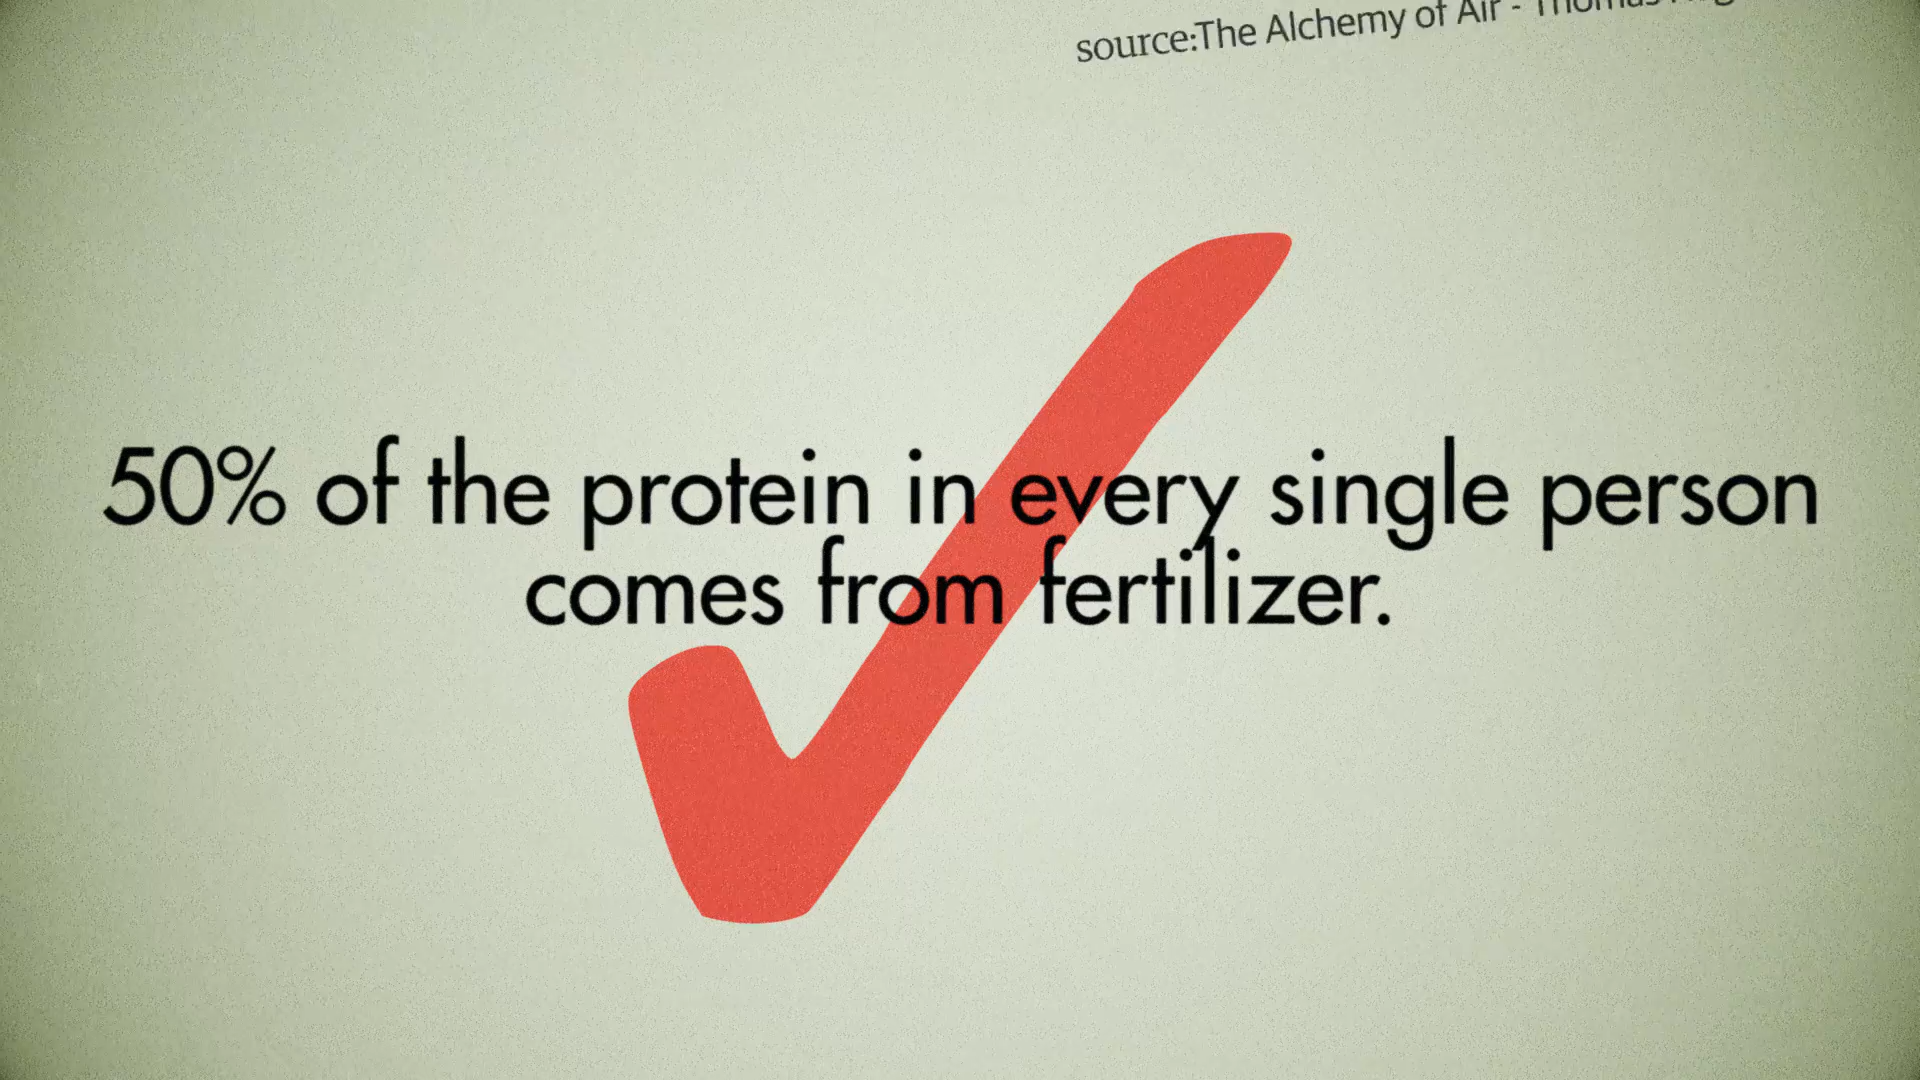 source:The Alchemy of Air -
50% of the protein in every single person
comes from fertilizer.